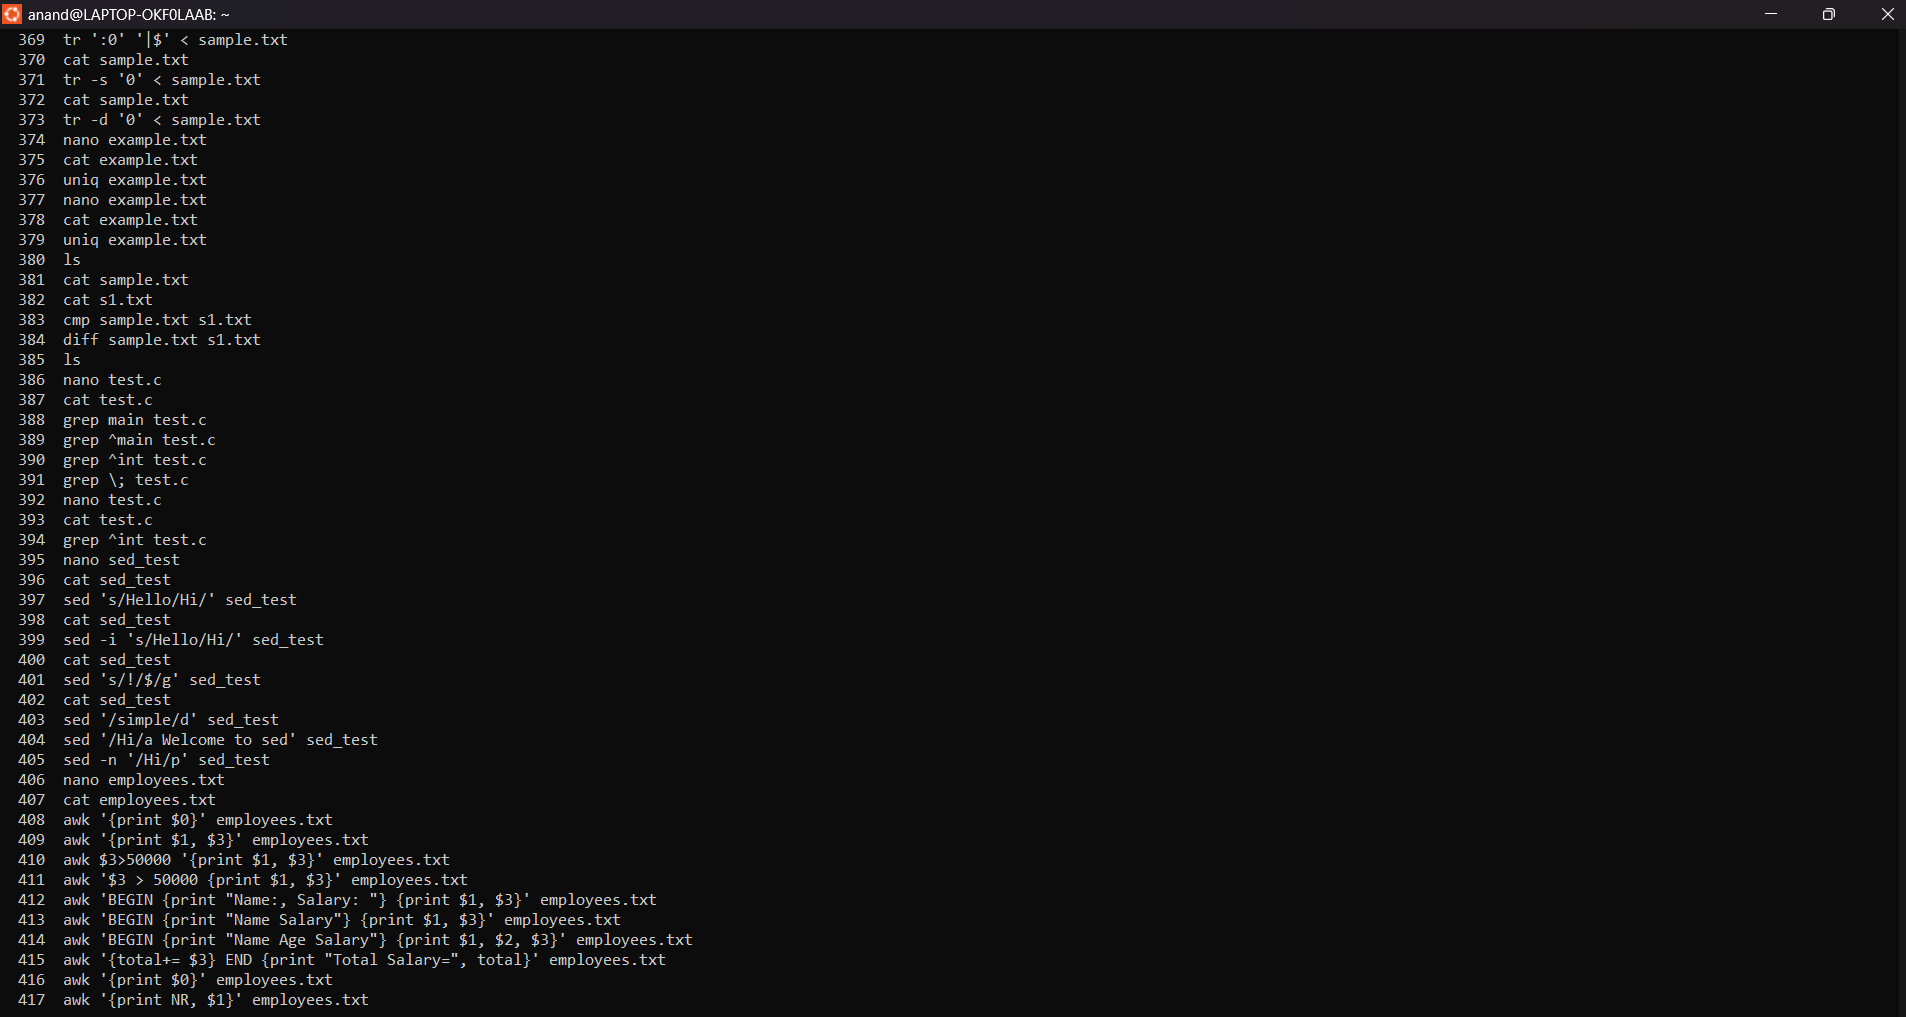 anand@LAPTOP-OKF0LAAB: ~
369 tr ':0' '|$' < sample.txt
370 cat sample.txt
371 tr -s '0' < sample.txt
372 cat sample.txt
373 tr -d '0' < sample.txt
374 nano example.txt
375 cat example.txt
376 uniq example.txt
377 nano example.txt
378 cat example.txt
379 uniq example.txt
380 ls
381 cat sample.txt
382 cat s1.txt
383 cmp sample.txt s1.txt
384 diff sample.txt s1.txt
385 ls
386 nano test.c
387 cat test.c
388 grep main test.c
389 grep ^main test.c
390 grep ^int test.c
391 grep \; test.c
392 nano test.c
393 cat test.c
394 grep ^int test.c
395 nano sed_test
396 cat sed_test
397 sed 's/Hello/Hi/' sed_test
398 cat sed_test
399 sed -i 's/Hello/Hi/' sed_test
400 cat sed_test
401 sed 's/!/$/g' sed_test
402 cat sed_test
403 sed '/simple/d' sed_test
404 sed '/Hi/a Welcome to sed' sed_test
405 sed -n '/Hi/p' sed_test
406 nano employees.txt
407 cat employees.txt
408 awk '{print $0}' employees.txt
409 awk '{print $1, $3}' employees.txt
410 awk $3>50000 '{print $1, $3}' employees.txt
411 awk '$3 > 50000 {print $1, $3}' employees.txt
412 awk 'BEGIN {print "Name:, Salary: "} {print $1, $3}' employees.txt
413 awk 'BEGIN {print "Name Salary"} {print $1, $3}' employees.txt
414 awk 'BEGIN {print "Name Age Salary"} {print $1, $2, $3}' employees.txt
415 awk '{total+= $3} END {print "Total Salary=", total}' employees.txt
416 awk '{print $0}' employees.txt
417 awk '{print NR, $1}' employees.txt